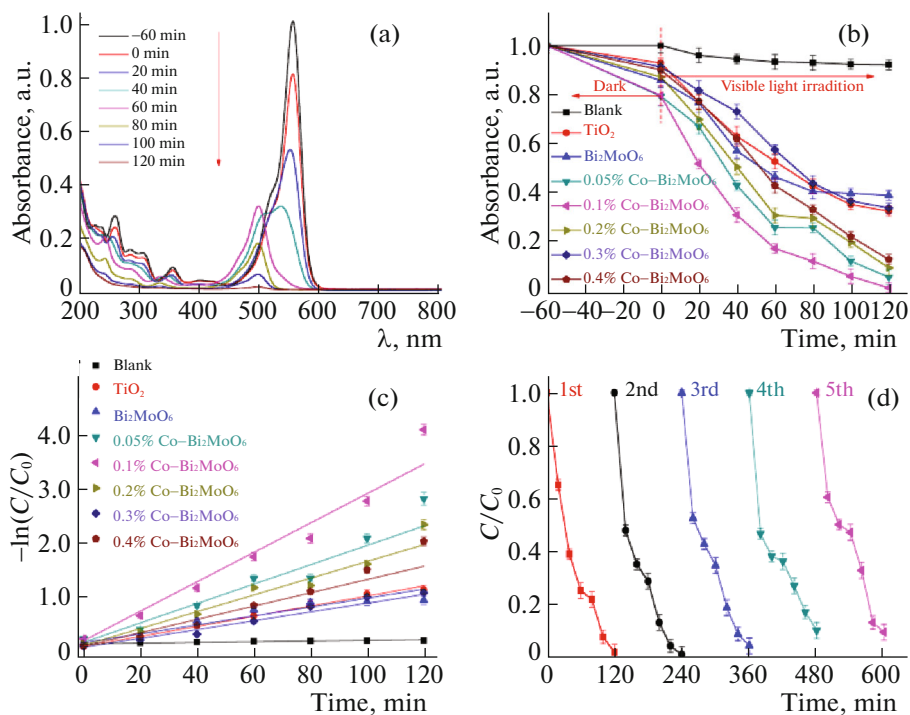 (a)
−60 min
0 min
20 min
40 min
60 min
80 min
100 min
120 min
Absorbance, a.u.
1.0
0.8
0.6
0.4
0.2
0
200 300 400 500 600 700 800
λ, nm
(b)
Dark
Visible light irradition
Blank
TiO₂
Bi₂MoO₆
0.05% Co−Bi₂MoO₆
0.1% Co−Bi₂MoO₆
0.2% Co−Bi₂MoO₆
0.3% Co−Bi₂MoO₆
0.4% Co−Bi₂MoO₆
Absorbance, a.u.
1.0
0.8
0.6
0.4
0.2
0
−60 −40 −20 0 20 40 60 80 100 120
Time, min
(c)
Blank
TiO₂
Bi₂MoO₆
0.05% Co−Bi₂MoO₆
0.1% Co−Bi₂MoO₆
0.2% Co−Bi₂MoO₆
0.3% Co−Bi₂MoO₆
0.4% Co−Bi₂MoO₆
−ln(C/C₀)
4.0
3.0
2.0
1.0
0
0 20 40 60 80 100 120
Time, min
1st 2nd 3rd 4th 5th (d)
C/C₀
1.0
0.8
0.6
0.4
0.2
0
0 120 240 360 480 600
Time, min